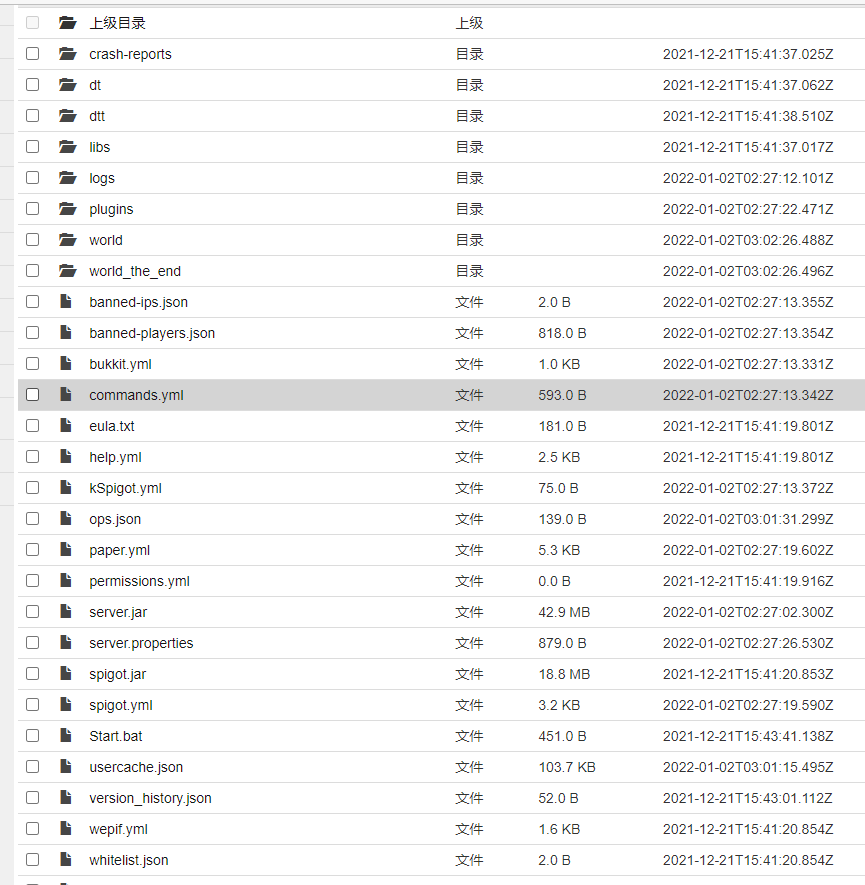 上级目录 上级
crash-reports 目录 2021-12-21T15:41:37.025Z
dt 目录 2021-12-21T15:41:37.062Z
dtt 目录 2021-12-21T15:41:38.510Z
libs 目录 2021-12-21T15:41:37.017Z
logs 目录 2022-01-02T02:27:12.101Z
plugins 目录 2022-01-02T02:27:22.471Z
world 目录 2022-01-02T03:02:26.488Z
world_the_end 目录 2022-01-02T03:02:26.496Z
banned-ips.json 文件 2.0 B 2022-01-02T02:27:13.355Z
banned-players.json 文件 818.0 B 2022-01-02T02:27:13.354Z
bukkit.yml 文件 1.0 KB 2022-01-02T02:27:13.331Z
commands.yml 文件 593.0 B 2022-01-02T02:27:13.342Z
eula.txt 文件 181.0 B 2021-12-21T15:41:19.801Z
help.yml 文件 2.5 KB 2021-12-21T15:41:19.801Z
kSpigot.yml 文件 75.0 B 2022-01-02T02:27:13.372Z
ops.json 文件 139.0 B 2022-01-02T03:01:31.299Z
paper.yml 文件 5.3 KB 2022-01-02T02:27:19.602Z
permissions.yml 文件 0.0 B 2021-12-21T15:41:19.916Z
server.jar 文件 42.9 MB 2022-01-02T02:27:02.300Z
server.properties 文件 879.0 B 2022-01-02T02:27:26.530Z
spigot.jar 文件 18.8 MB 2021-12-21T15:41:20.853Z
spigot.yml 文件 3.2 KB 2022-01-02T02:27:19.590Z
Start.bat 文件 451.0 B 2021-12-21T15:43:41.138Z
usercache.json 文件 103.7 KB 2022-01-02T03:01:15.495Z
version_history.json 文件 52.0 B 2021-12-21T15:43:01.112Z
wepif.yml 文件 1.6 KB 2021-12-21T15:41:20.854Z
whitelist.json 文件 2.0 B 2021-12-21T15:41:20.854Z